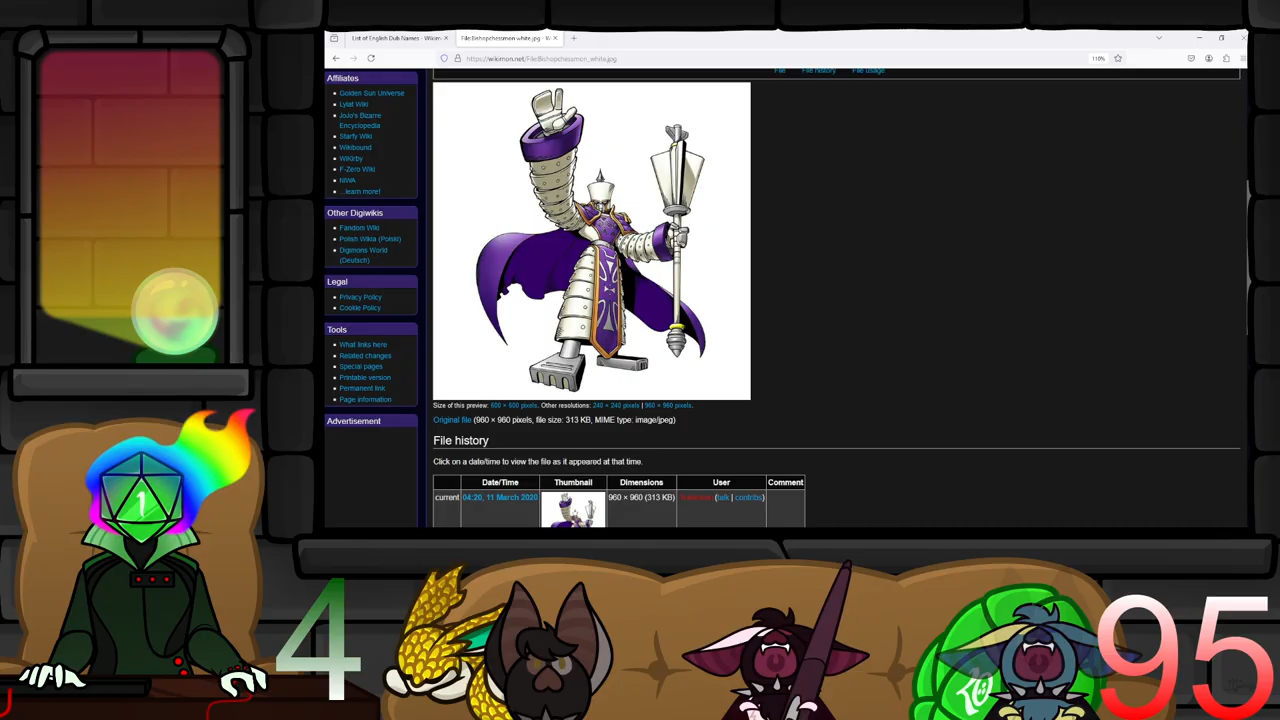 List of English Dub Names - Wikim
File:Bishopchessmon white.jpg - W
https://wikimon.net/File:Bishopchessmon_white.jpg
110%
File
File history
File usage
Affiliates
Golden Sun Universe
Lylat Wiki
JoJo's Bizarre
Encyclopedia
Starfy Wiki
Wikibound
WiKirby
F-Zero Wiki
NIWA
...learn more!
Other Digiwikis
Fandom Wiki
Polish Wikia (Polski)
Digimons World
(Deutsch)
Legal
Privacy Policy
Cookie Policy
Tools
What links here
Related changes
Special pages
Printable version
Permanent link
Page information
Advertisement
Size of this preview: 600 × 600 pixels. Other resolutions: 240 × 240 pixels | 960 × 960 pixels.
Original file (960 × 960 pixels, file size: 313 KB, MIME type: image/jpeg)
File history
Click on a date/time to view the file as it appeared at that time.
Date/Time Thumbnail Dimensions User Comment
current 04:20, 11 March 2020 960 × 960 (313 KB) (talk | contribs)
1
4
95